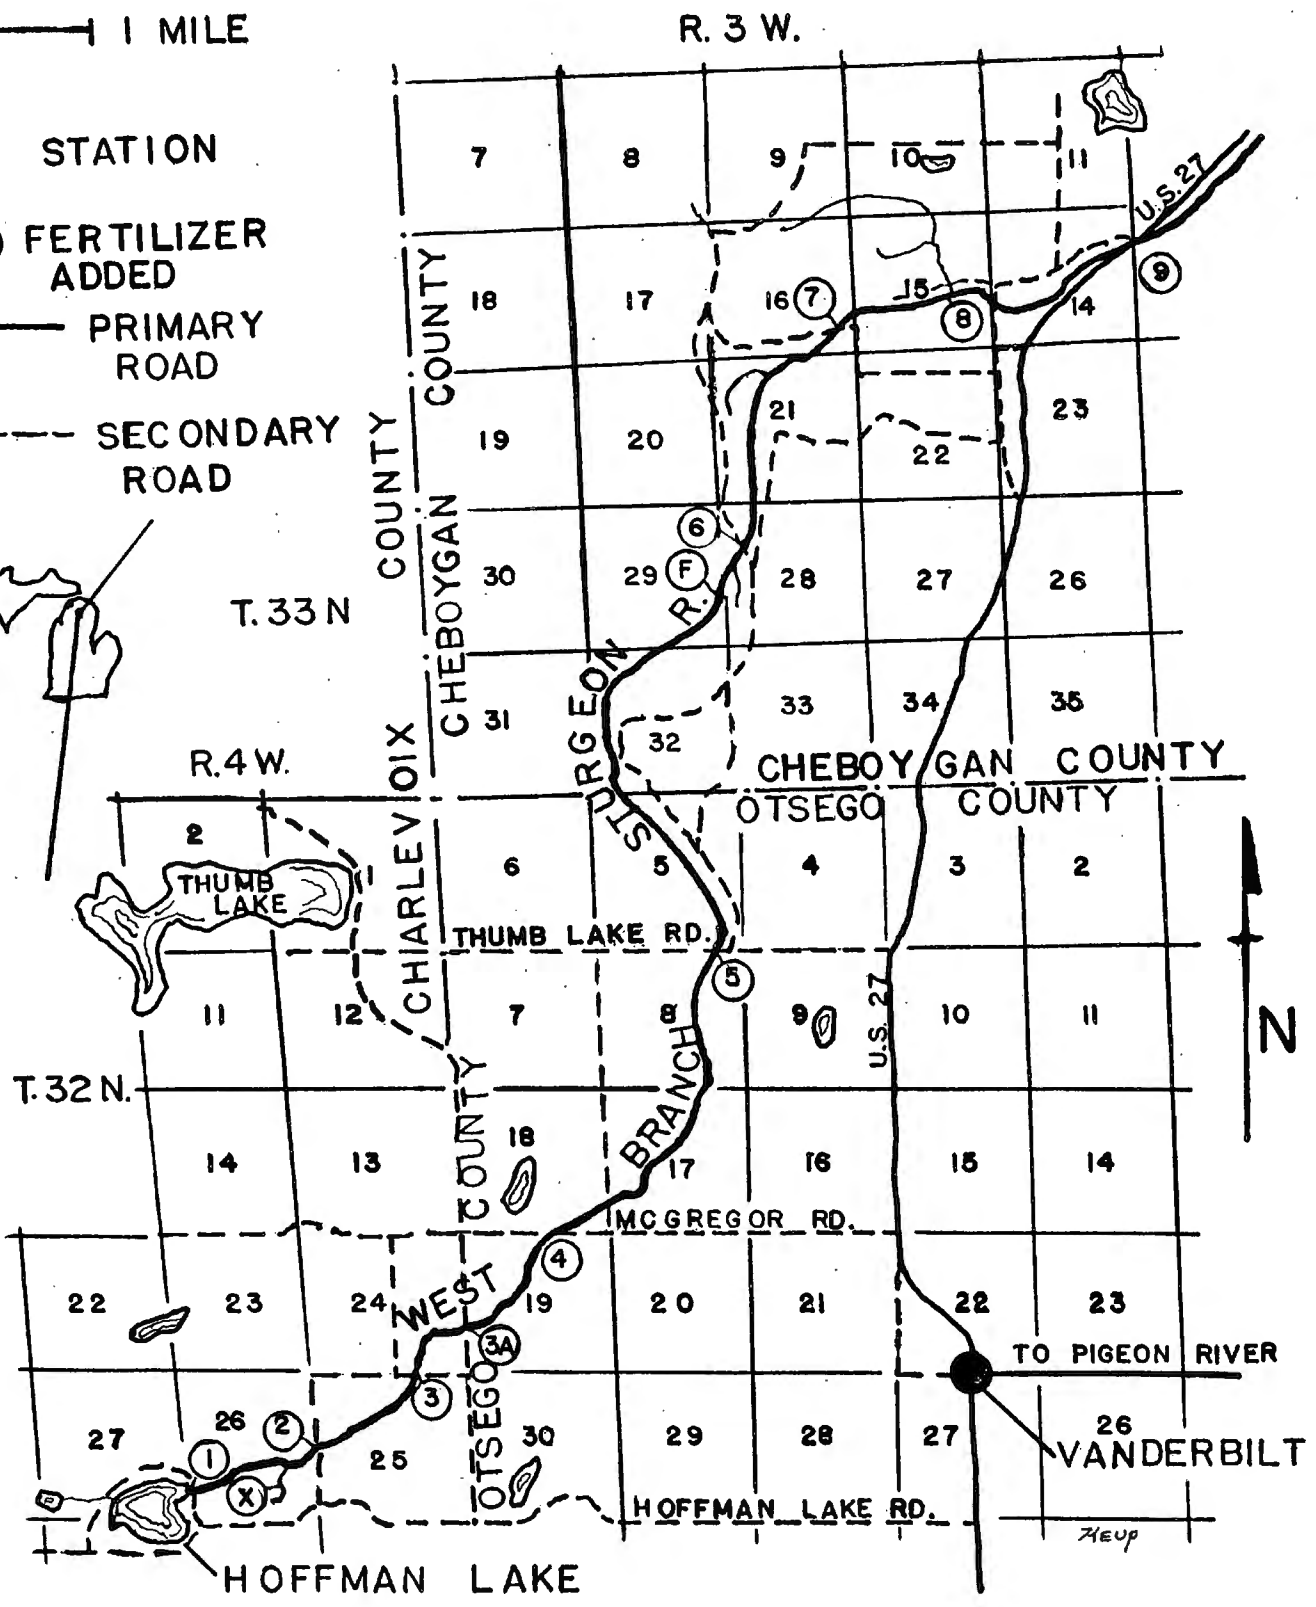 1 MILE
R. 3 W.
STATION
) FERTILIZER
ADDED
PRIMARY
ROAD
SECONDARY
ROAD
7 8 9 10 11
U.S. 27
18 17 16 7 15 8 14 9
19 20 21 22 23
6
30 29 F 28 27 26
T. 33 N
31 32 33 34 35
STURGEON R.
CHARLEVOIX COUNTY
CHEBOYGAN COUNTY
R. 4 W.
CHEBOYGAN COUNTY
OTSEGO COUNTY
2 1 6 5 4 3 2
THUMB
LAKE
THUMB LAKE RD.
5
11 12 7 8 9 10 11
U.S. 27
N
T. 32 N.
14 13 18 17 16 15 14
WEST BRANCH
OTSEGO COUNTY
MCGREGOR RD.
4
22 23 24 19 20 21 22 23
3A
TO PIGEON RIVER
3
27 26 2 25 30 29 28 27 26
1
VANDERBILT
X
HOFFMAN LAKE RD.
KEUP
HOFFMAN LAKE